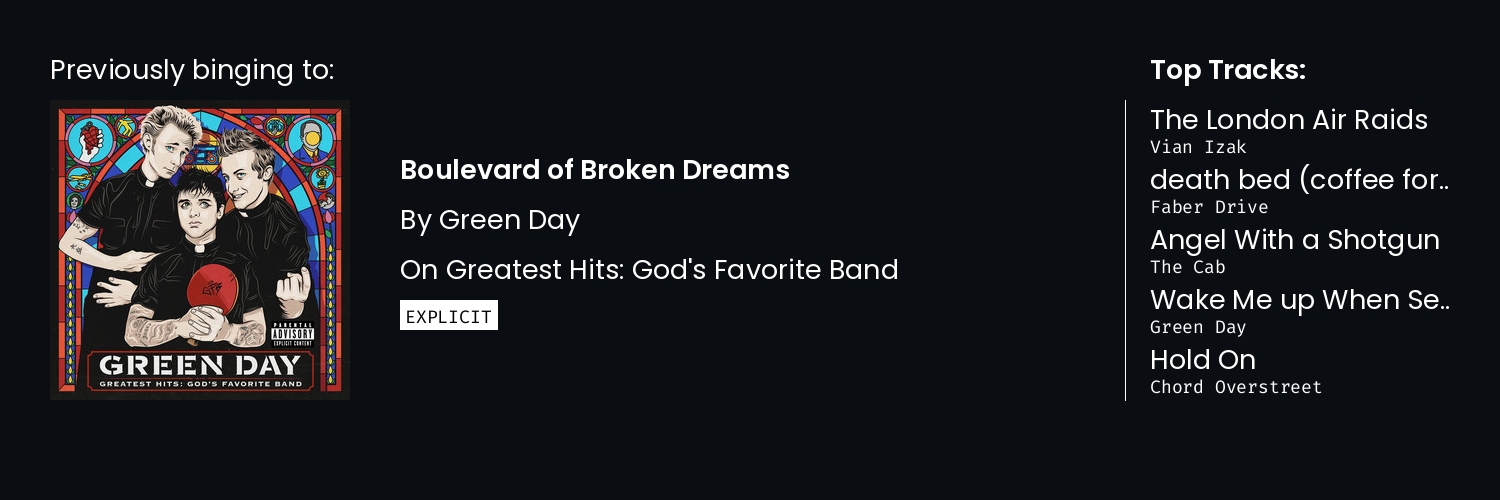 Previously binging to:
PARENTAL
ADVISORY
EXPLICIT CONTENT
GREEN DAY
GREATEST HITS: GOD'S FAVORITE BAND
Boulevard of Broken Dreams
By Green Day
On Greatest Hits: God's Favorite Band
EXPLICIT
Top Tracks:
The London Air Raids
Vian Izak
death bed (coffee for..
Faber Drive
Angel With a Shotgun
The Cab
Wake Me up When Se..
Green Day
Hold On
Chord Overstreet